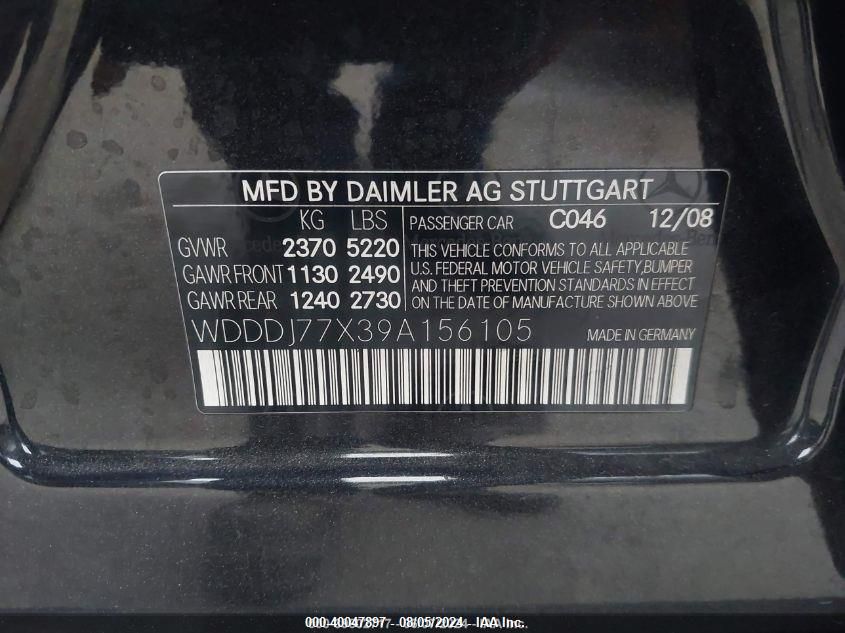 MFD BY DAIMLER AG STUTTGART
KG LBS PASSENGER CAR C046 12/08
GVWR 2370 5220 THIS VEHICLE CONFORMS TO ALL APPLICABLE
GAWR FRONT 1130 2490 U.S. FEDERAL MOTOR VEHICLE SAFETY,BUMPER
AND THEFT PREVENTION STANDARDS IN EFFECT
GAWR REAR 1240 2730 ON THE DATE OF MANUFACTURE SHOWN ABOVE
WDDDJ77X39A156105 MADE IN GERMANY
000-40047897 - 08/05/2024 - IAA Inc.